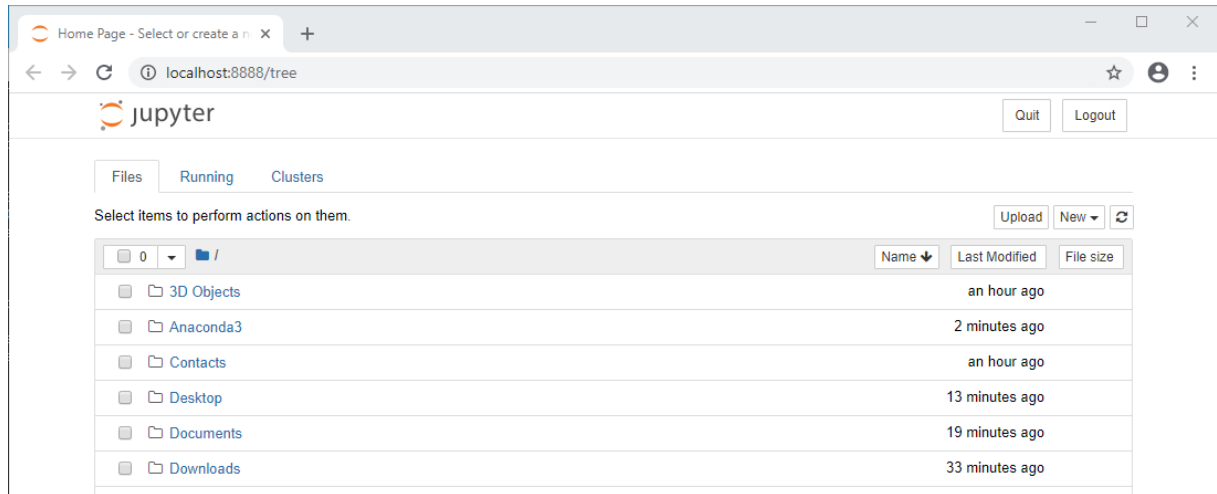 Home Page - Select or create a n
localhost:8888/tree
jupyter
Quit Logout
Files Running Clusters
Select items to perform actions on them.
Upload New
0 / Name Last Modified File size
3D Objects an hour ago
Anaconda3 2 minutes ago
Contacts an hour ago
Desktop 13 minutes ago
Documents 19 minutes ago
Downloads 33 minutes ago